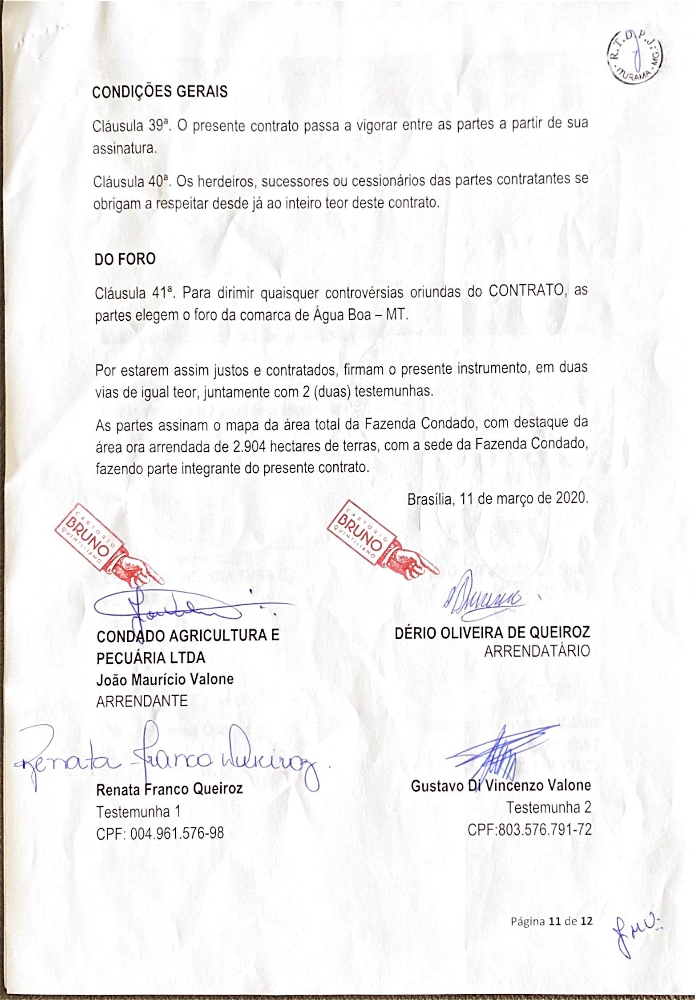 R.T.D.P.J.
ITURAMA - MG.
CONDIÇÕES GERAIS
Cláusula 39ª. O presente contrato passa a vigorar entre as partes a partir de sua
assinatura.
Cláusula 40ª. Os herdeiros, sucessores ou cessionários das partes contratantes se
obrigam a respeitar desde já ao inteiro teor deste contrato.
DO FORO
Cláusula 41ª. Para dirimir quaisquer controvérsias oriundas do CONTRATO, as
partes elegem o foro da comarca de Água Boa – MT.
Por estarem assim justos e contratados, firmam o presente instrumento, em duas
vias de igual teor, juntamente com 2 (duas) testemunhas.
As partes assinam o mapa da área total da Fazenda Condado, com destaque da
área ora arrendada de 2.904 hectares de terras, com a sede da Fazenda Condado,
fazendo parte integrante do presente contrato.
Brasília, 11 de março de 2020.
CARTORIO
BRUNO
QUINTILIANO
CARTORIO
BRUNO
QUINTILIANO
CONDADO AGRICULTURA E
PECUÁRIA LTDA
João Maurício Valone
ARRENDANTE
DÉRIO OLIVEIRA DE QUEIROZ
ARRENDATÁRIO
Renata Franco Queiroz.
Renata Franco Queiroz
Testemunha 1
CPF: 004.961.576-98
Gustavo Di Vincenzo Valone
Testemunha 2
CPF:803.576.791-72
Página 11 de 12